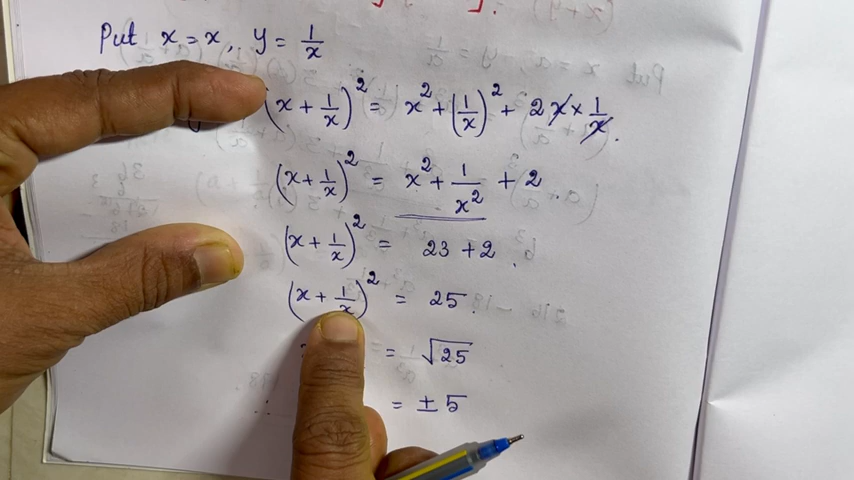 Put x = x, y = 1/x
(x + 1/x)² = x² + (1/x)² + 2 x × 1/x .
(x + 1/x)² = x² + 1/x² + 2
(x + 1/x)² = 23 + 2 .
(x + 1/x)² = 25 .
= √25
∴ = ± 5